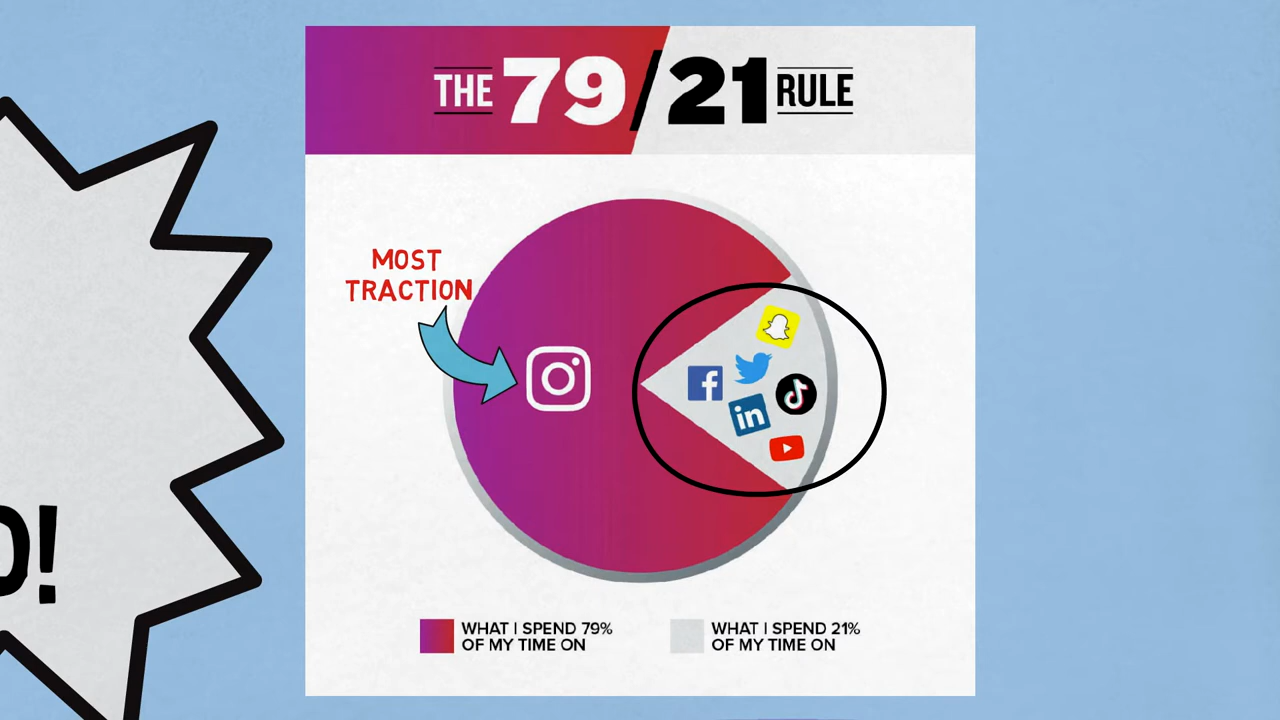 THE 79/21 RULE
MOST
TRACTION
f
in
O!
WHAT I SPEND 79%
OF MY TIME ON
WHAT I SPEND 21%
OF MY TIME ON